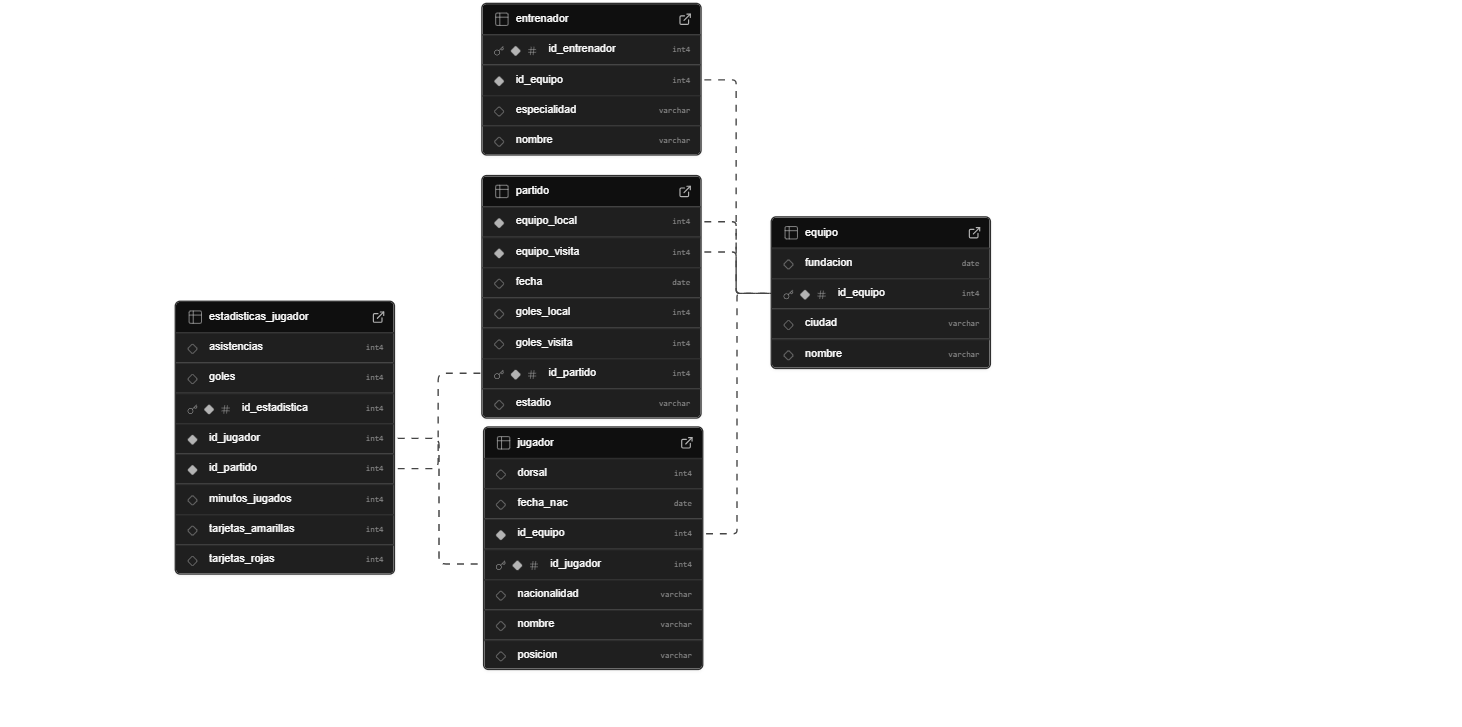 entrenador
# id_entrenador int4
id_equipo int4
especialidad varchar
nombre varchar
partido
equipo_local int4
equipo_visita int4
fecha date
goles_local int4
goles_visita int4
# id_partido int4
estadio varchar
equipo
fundacion date
# id_equipo int4
ciudad varchar
nombre varchar
estadisticas_jugador
asistencias int4
goles int4
# id_estadistica int4
id_jugador int4
id_partido int4
minutos_jugados int4
tarjetas_amarillas int4
tarjetas_rojas int4
jugador
dorsal int4
fecha_nac date
id_equipo int4
# id_jugador int4
nacionalidad varchar
nombre varchar
posicion varchar